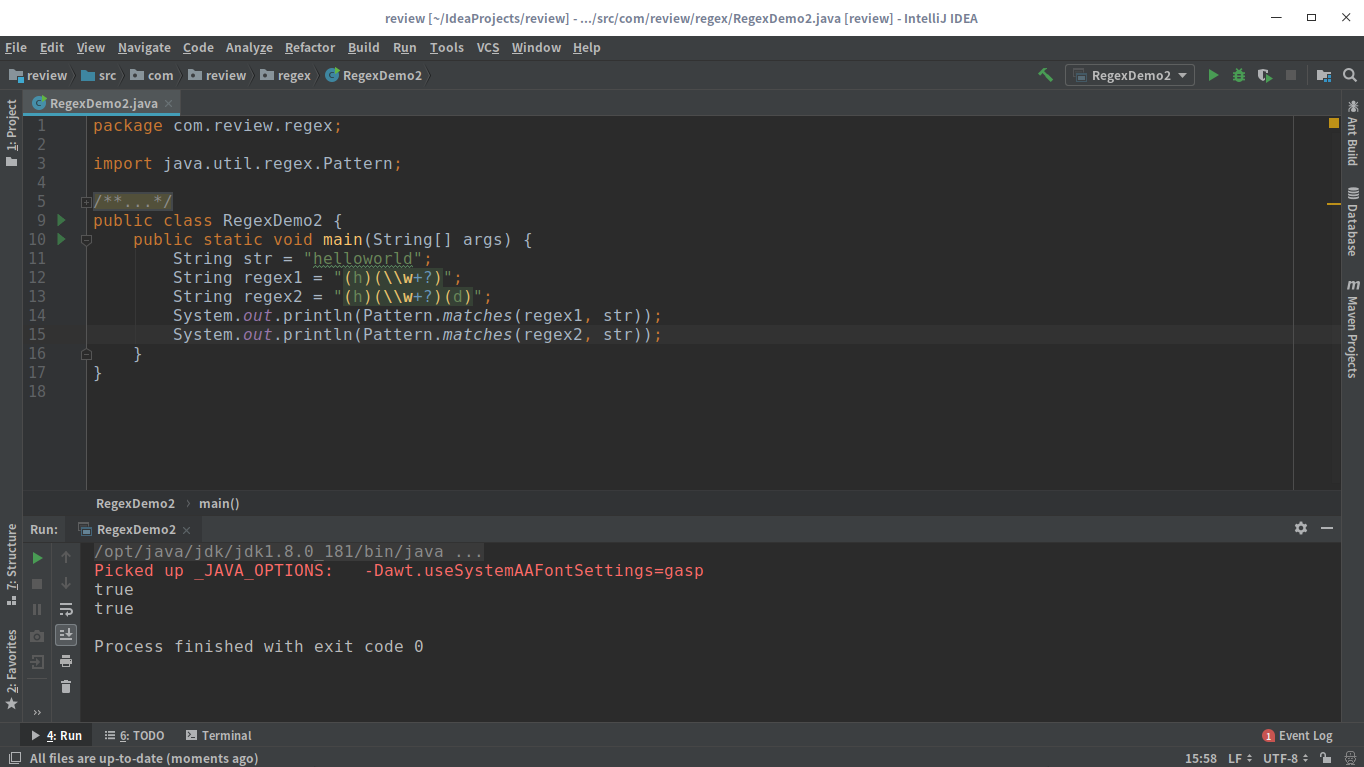 review [~/IdeaProjects/review] - .../src/com/review/regex/RegexDemo2.java [review] - IntelliJ IDEA
File Edit View Navigate Code Analyze Refactor Build Run Tools VCS Window Help
review src com review regex RegexDemo2 RegexDemo2
1: Project
RegexDemo2.java
1 package com.review.regex;
2
3 import java.util.regex.Pattern;
4
5 /**...*/
9 public class RegexDemo2 {
10 public static void main(String[] args) {
11 String str = "helloworld";
12 String regex1 = "(h)(\\w+?)";
13 String regex2 = "(h)(\\w+?)(d)";
14 System.out.println(Pattern.matches(regex1, str));
15 System.out.println(Pattern.matches(regex2, str));
16 }
17 }
18
Ant Build
Database
Maven Projects
RegexDemo2 main()
Run: RegexDemo2
7: Structure
2: Favorites
/opt/java/jdk/jdk1.8.0_181/bin/java ...
Picked up _JAVA_OPTIONS:   -Dawt.useSystemAAFontSettings=gasp
true
true
Process finished with exit code 0
4: Run 6: TODO Terminal 1 Event Log
All files are up-to-date (moments ago) 15:58 LF UTF-8